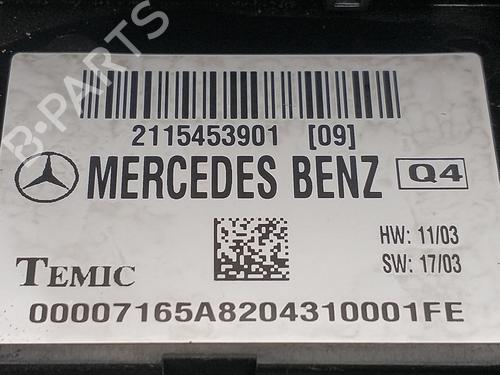 B-PARTS
2115453901 [09]
MERCEDES BENZ Q4
HW: 11/03
SW: 17/03
TEMIC
00007165A8204310001FE